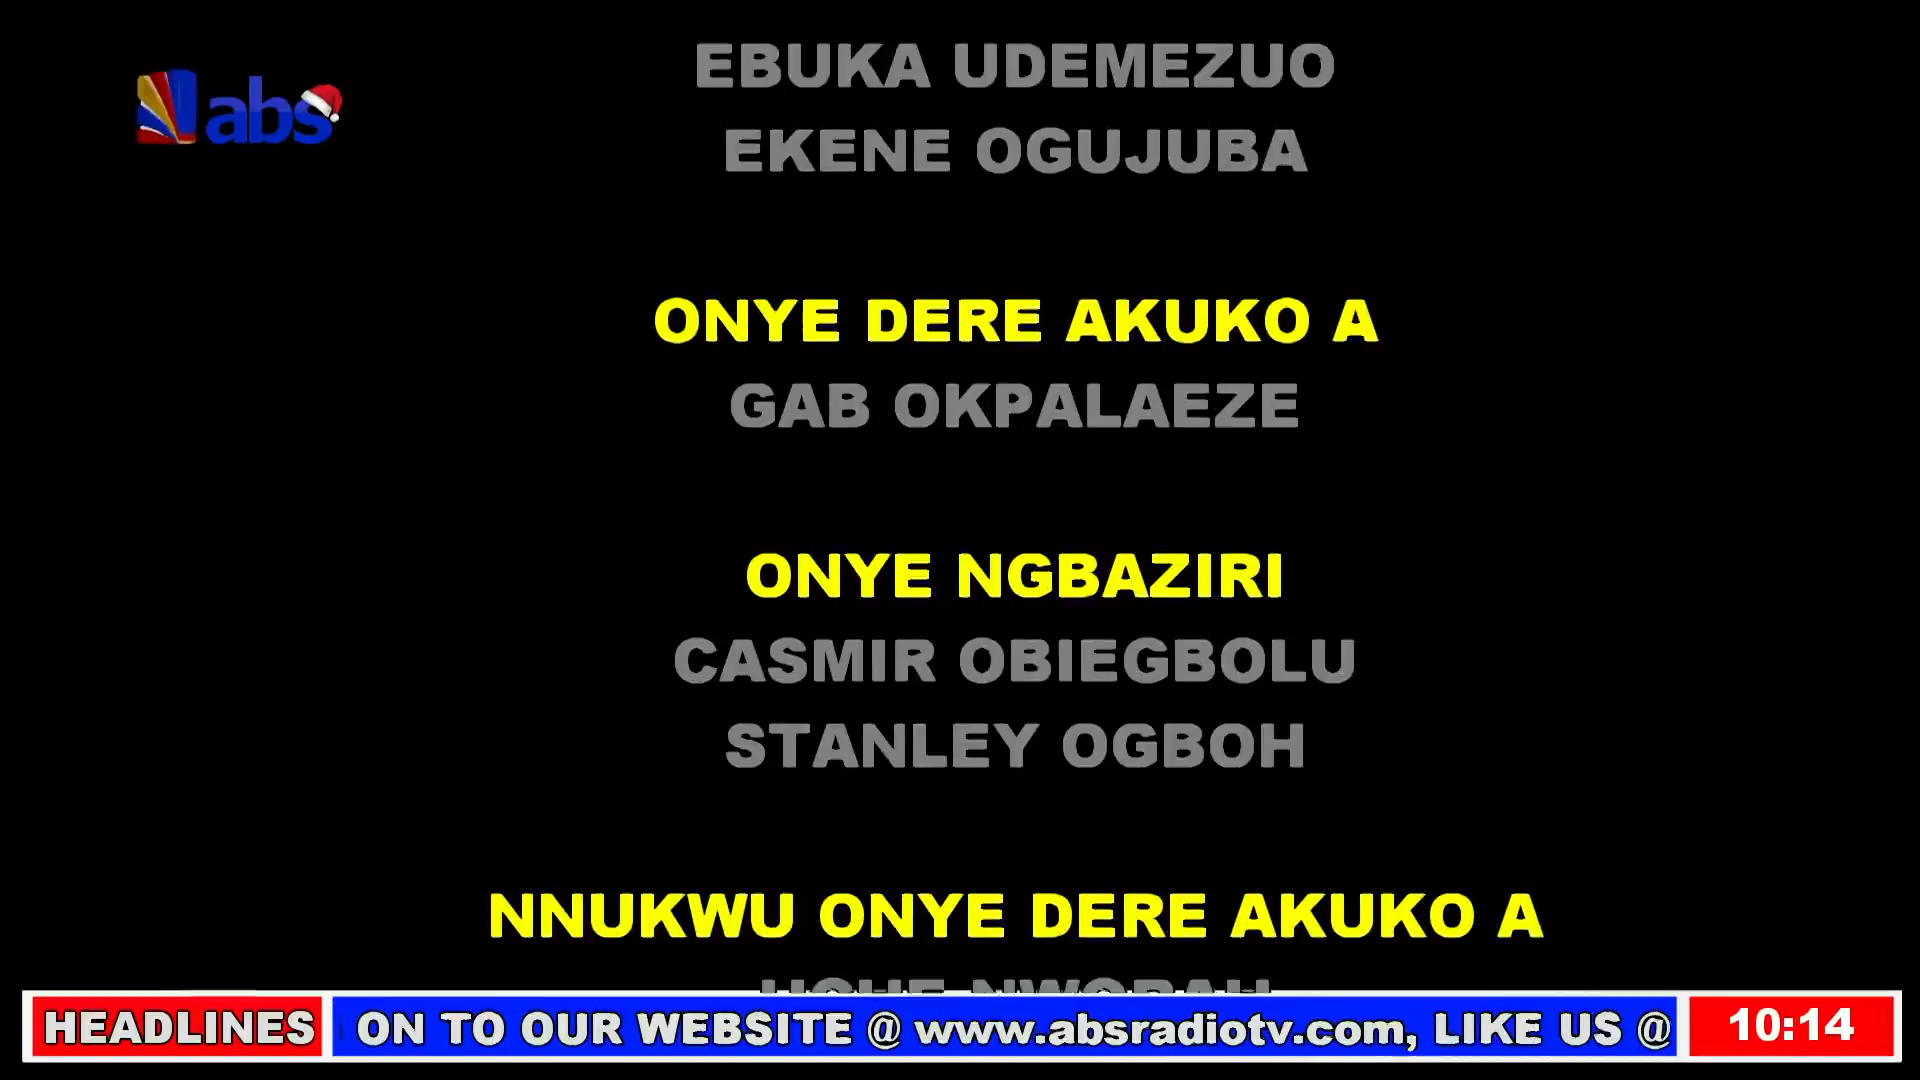 abs
EBUKA UDEMEZUO
EKENE OGUJUBA
ONYE DERE AKUKO A
GAB OKPALAEZE
ONYE NGBAZIRI
CASMIR OBIEGBOLU
STANLEY OGBOH
NNUKWU ONYE DERE AKUKO A
HEADLINES
ON TO OUR WEBSITE @ www.absradiotv.com, LIKE US @
10:14